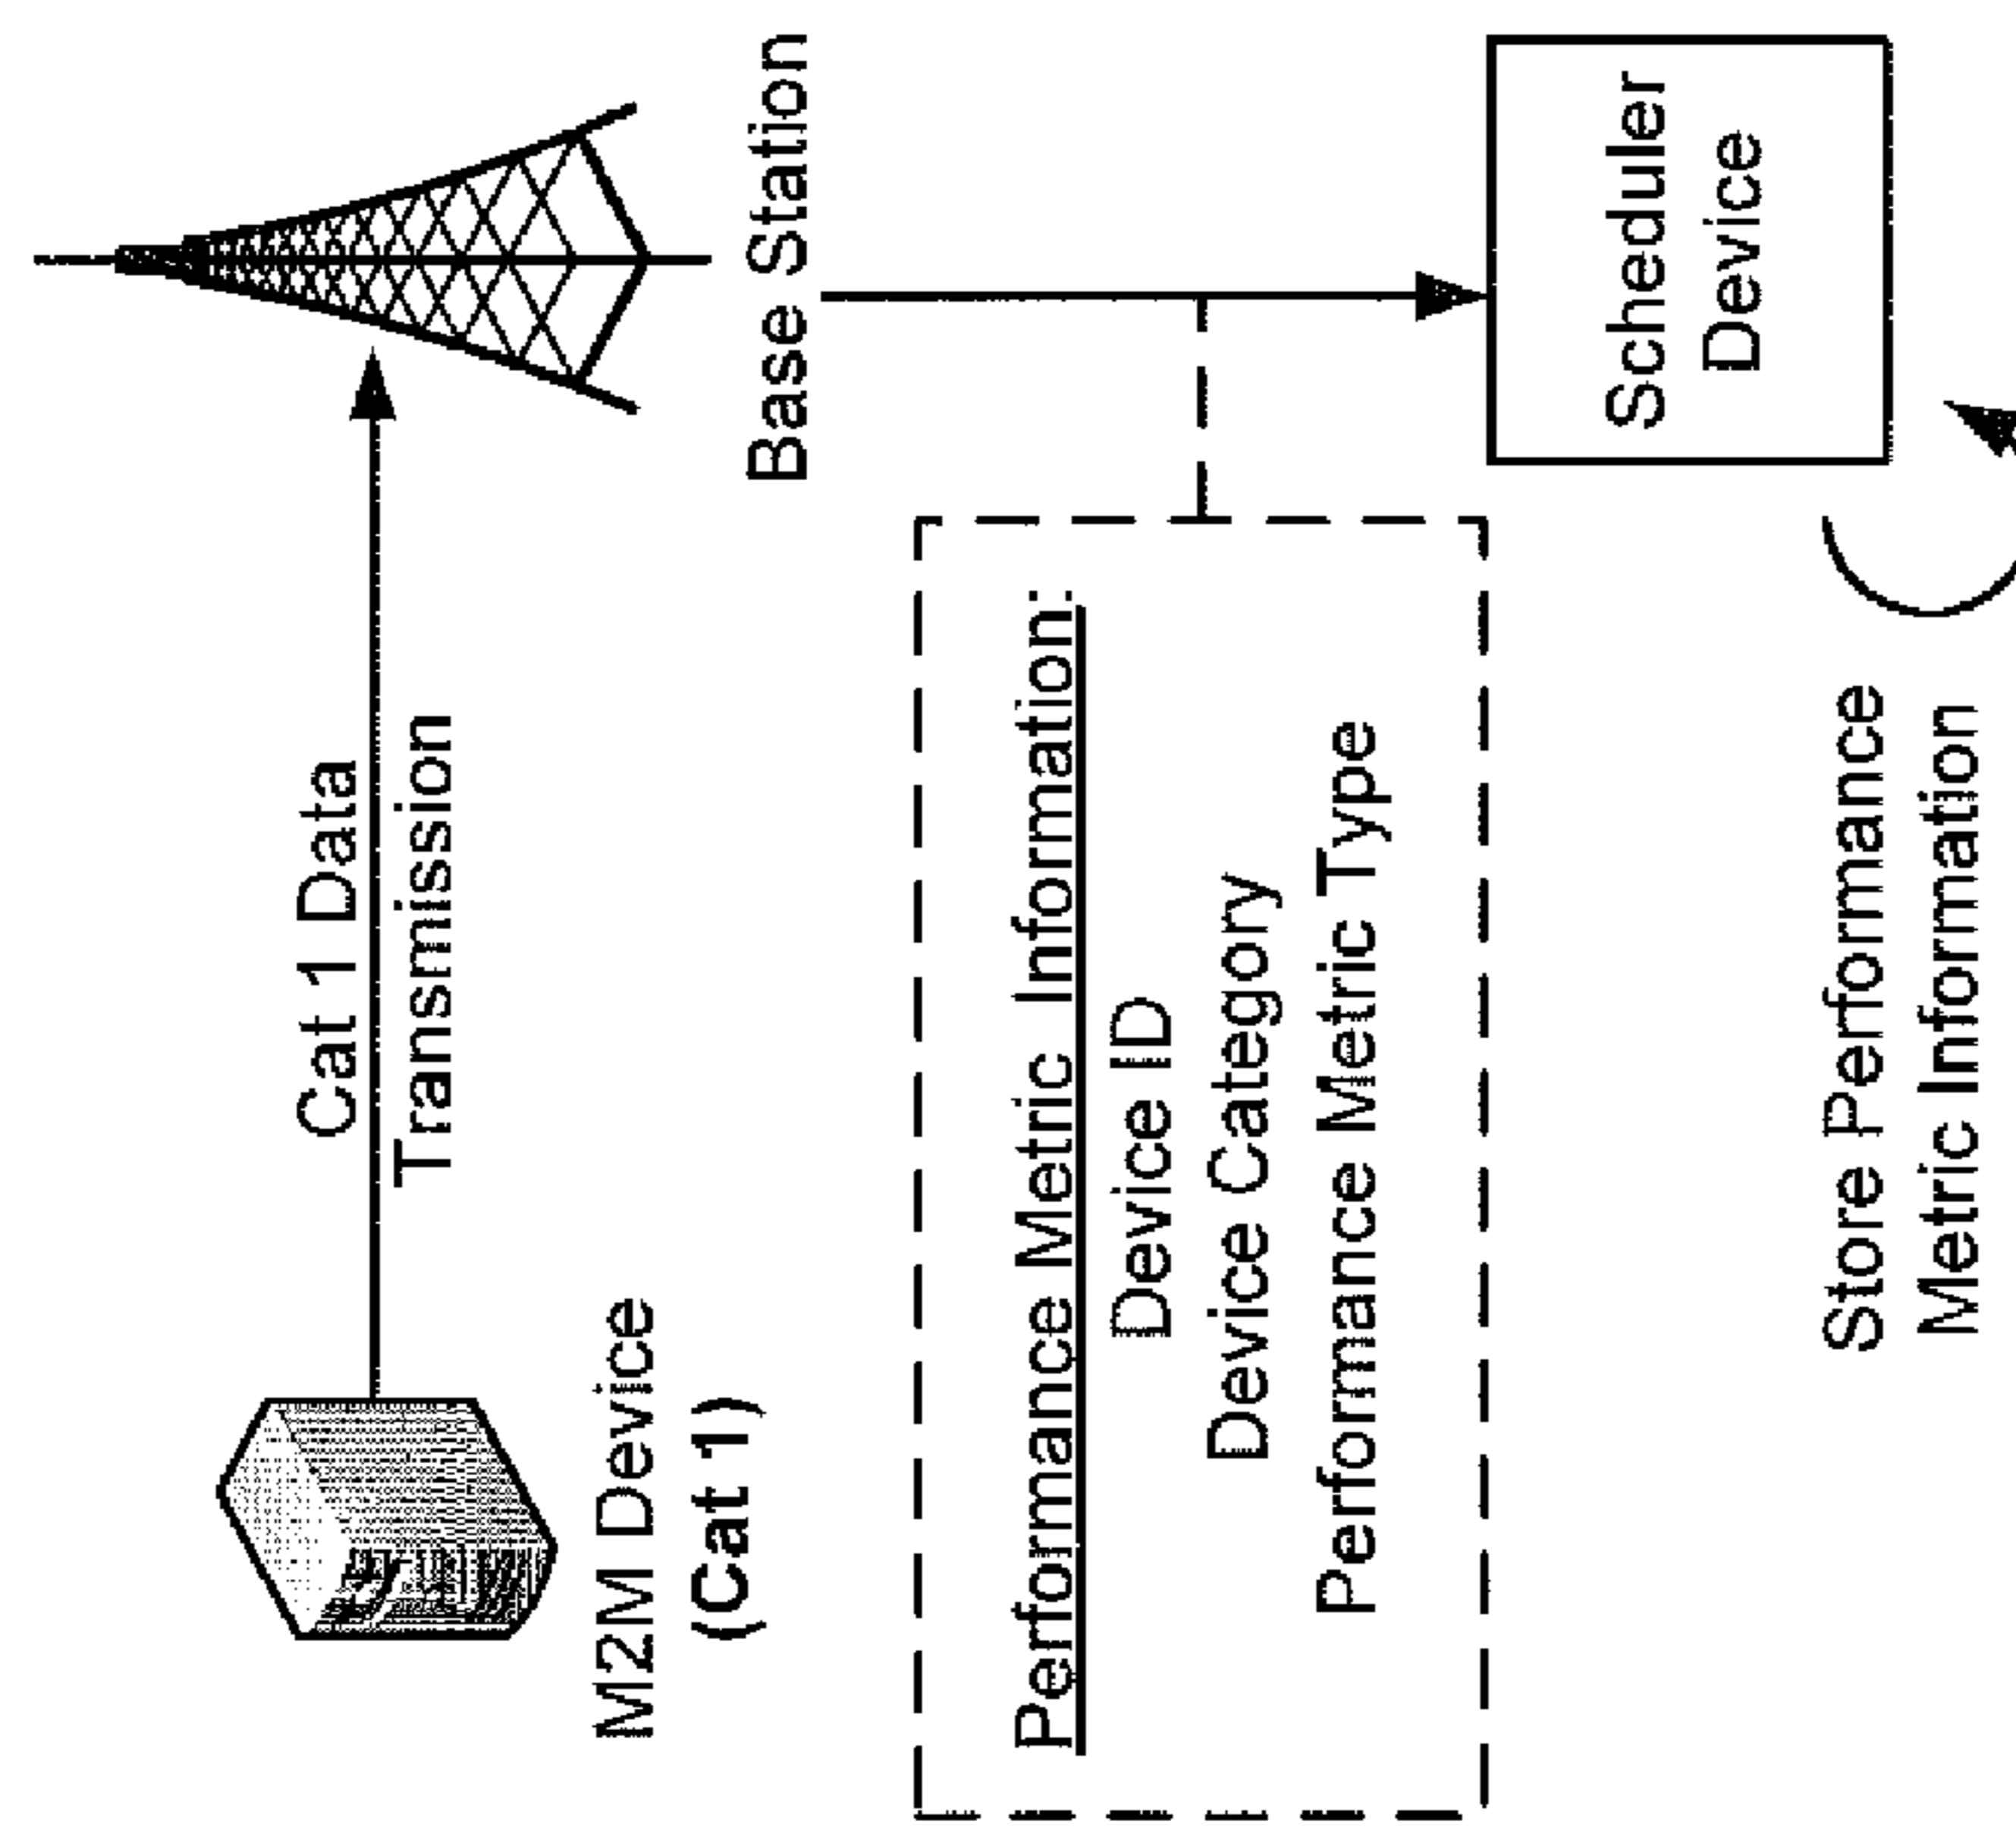 Cat 1 Data
Transmission
M2M Device
(Cat 1)
Base Station
Performance Metric Information:
Device ID
Device Category
Performance Metric Type
Scheduler
Device
Store Performance
Metric Information